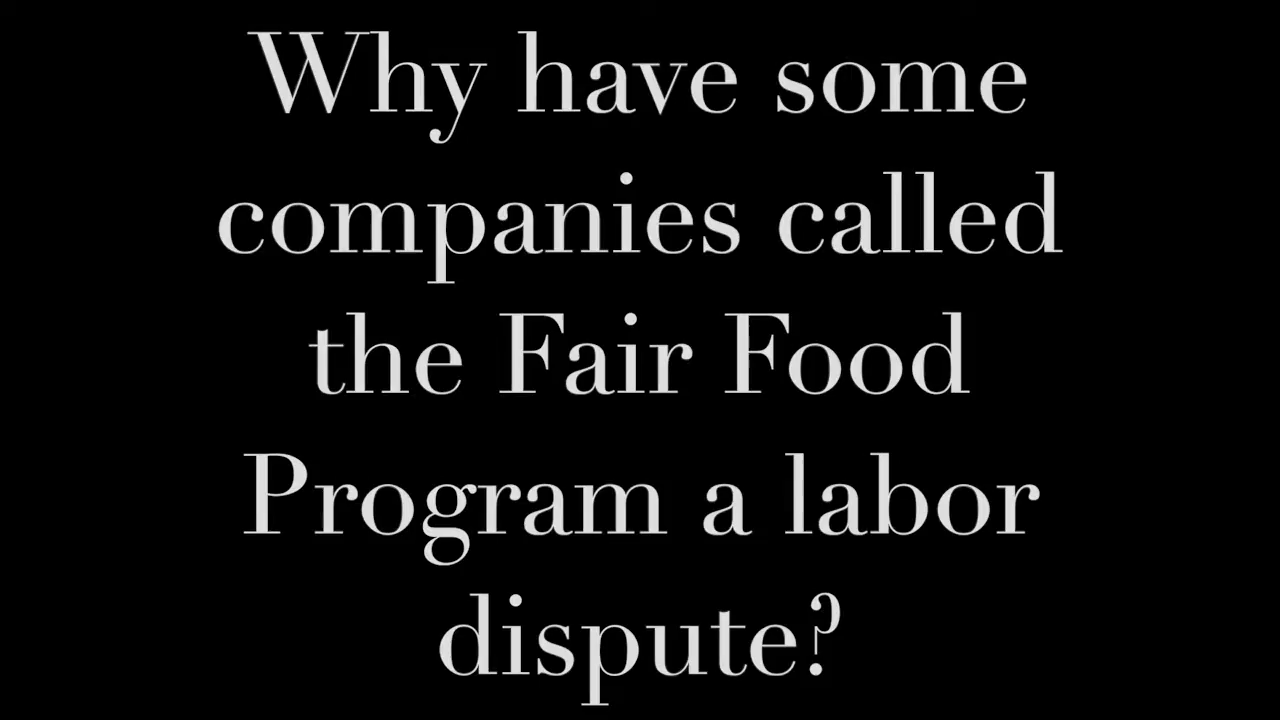 Why have some
companies called
the Fair Food
Program a labor
dispute?